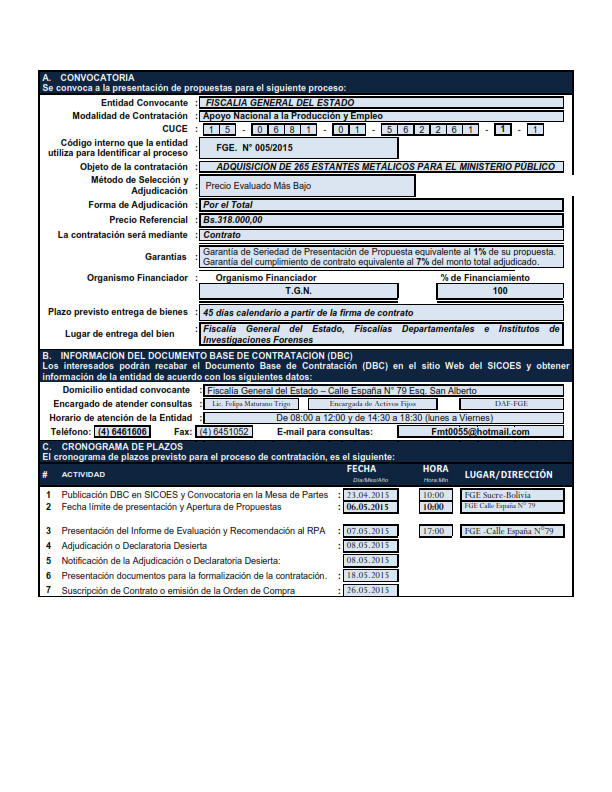 A. CONVOCATORIA
Se convoca a la presentación de propuestas para el siguiente proceso:
Entidad Convocante : FISCALIA GENERAL DEL ESTADO
Modalidad de Contratación : Apoyo Nacional a la Producción y Empleo
CUCE : 1 5 - 0 6 8 1 - 0 1 - 5 6 2 2 6 1 - 1 - 1
Código interno que la entidad
utiliza para Identificar al proceso : FGE. N° 005/2015
Objeto de la contratación : ADQUISICIÓN DE 265 ESTANTES METÁLICOS PARA EL MINISTERIO PÚBLICO
Método de Selección y
Adjudicación : Precio Evaluado Más Bajo
Forma de Adjudicación : Por el Total
Precio Referencial : Bs.318.000,00
La contratación será mediante : Contrato
Garantías : Garantía de Seriedad de Presentación de Propuesta equivalente al 1% de su propuesta.
Garantía del cumplimiento de contrato equivalente al 7% del monto total adjudicado.
Organismo Financiador : Organismo Financiador % de Financiamiento
T.G.N. 100
Plazo previsto entrega de bienes : 45 días calendario a partir de la firma de contrato
Lugar de entrega del bien : Fiscalía General del Estado, Fiscalías Departamentales e Institutos de
Investigaciones Forenses
B. INFORMACION DEL DOCUMENTO BASE DE CONTRATACION (DBC)
Los interesados podrán recabar el Documento Base de Contratación (DBC) en el sitio Web del SICOES y obtener
información de la entidad de acuerdo con los siguientes datos:
Domicilio entidad convocante : Fiscalía General del Estado – Calle España N° 79 Esq. San Alberto
Encargado de atender consultas : Lic. Felipa Maturano Trigo Encargada de Activos Fijos DAF-FGE
Horario de atención de la Entidad : De 08:00 a 12:00 y de 14:30 a 18:30 (lunes a Viernes)
Teléfono: (4) 6461606 Fax: (4) 6451052 E-mail para consultas: Fmt0055@hotmail.com
C. CRONOGRAMA DE PLAZOS
El cronograma de plazos previsto para el proceso de contratación, es el siguiente:
# ACTIVIDAD FECHA HORA LUGAR/DIRECCIÓN
Día/Mes/Año Hora:Min
1 Publicación DBC en SICOES y Convocatoria en la Mesa de Partes : 23.04.2015 10:00 FGE Sucre-Bolivia
2 Fecha límite de presentación y Apertura de Propuestas : 06.05.2015 10:00 FGE Calle España N° 79
3 Presentación del Informe de Evaluación y Recomendación al RPA : 07.05.2015 17:00 FGE -Calle España N°79
4 Adjudicación o Declaratoria Desierta : 08.05.2015
5 Notificación de la Adjudicación o Declaratoria Desierta: : 08.05.2015
6 Presentación documentos para la formalización de la contratación. : 18.05.2015
7 Suscripción de Contrato o emisión de la Orden de Compra : 26.05.2015